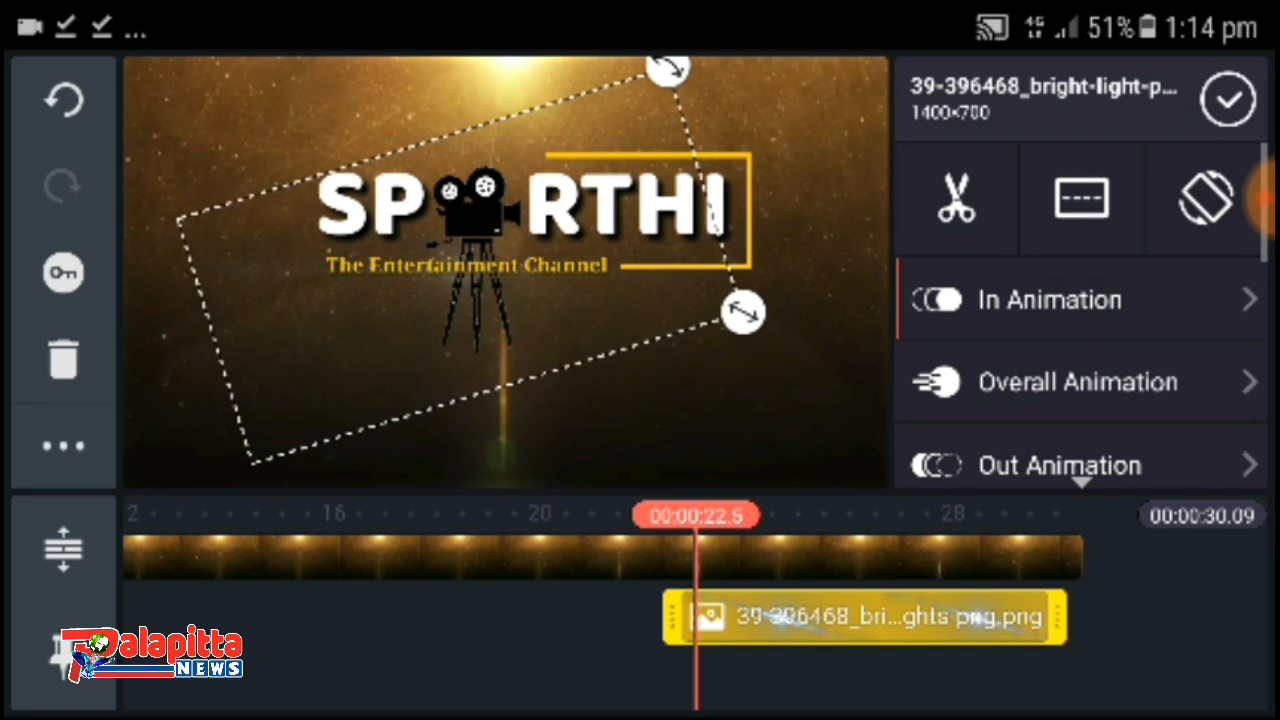 4G 51% 1:14 pm
39-396468_bright-light-p...
1400×700
SP RTHI
The Entertainment Channel
In Animation
Overall Animation
Out Animation
2 16 20 00:00:22.5 28 00:00:30.09
39-396468_bri...ghts png.png
Palapitta
NEWS